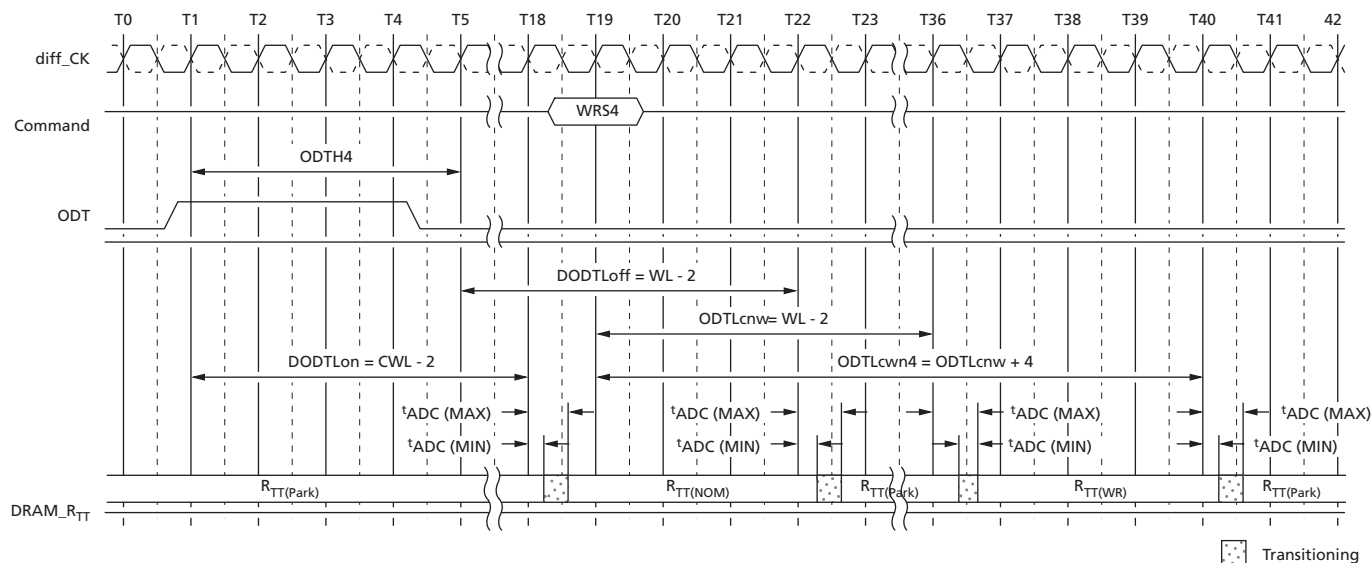 T0 T1 T2 T3 T4 T5 T18 T19 T20 T21 T22 T23 T36 T37 T38 T39 T40 T41 42
diff_CK
WRS4
Command
ODTH4
ODT
DODTLoff = WL - 2
ODTLcnw= WL - 2
DODTLon = CWL - 2
ODTLcwn4 = ODTLcnw + 4
tADC (MAX) tADC (MAX) tADC (MAX) tADC (MAX)
tADC (MIN) tADC (MIN) tADC (MIN) tADC (MIN)
RTT(Park) RTT(NOM) RTT(Park) RTT(WR) RTT(Park)
DRAM_RTT
Transitioning